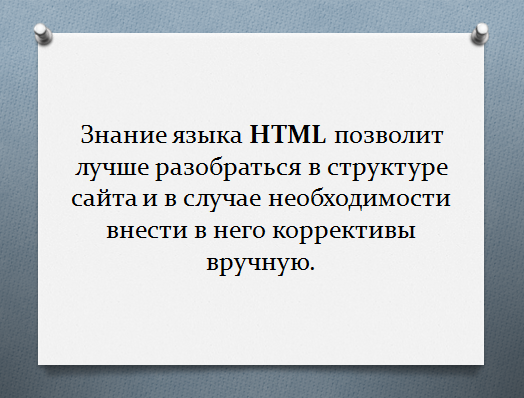 Знание языка HTML позволит
лучше разобраться в структуре
сайта и в случае необходимости
внести в него коррективы
вручную.